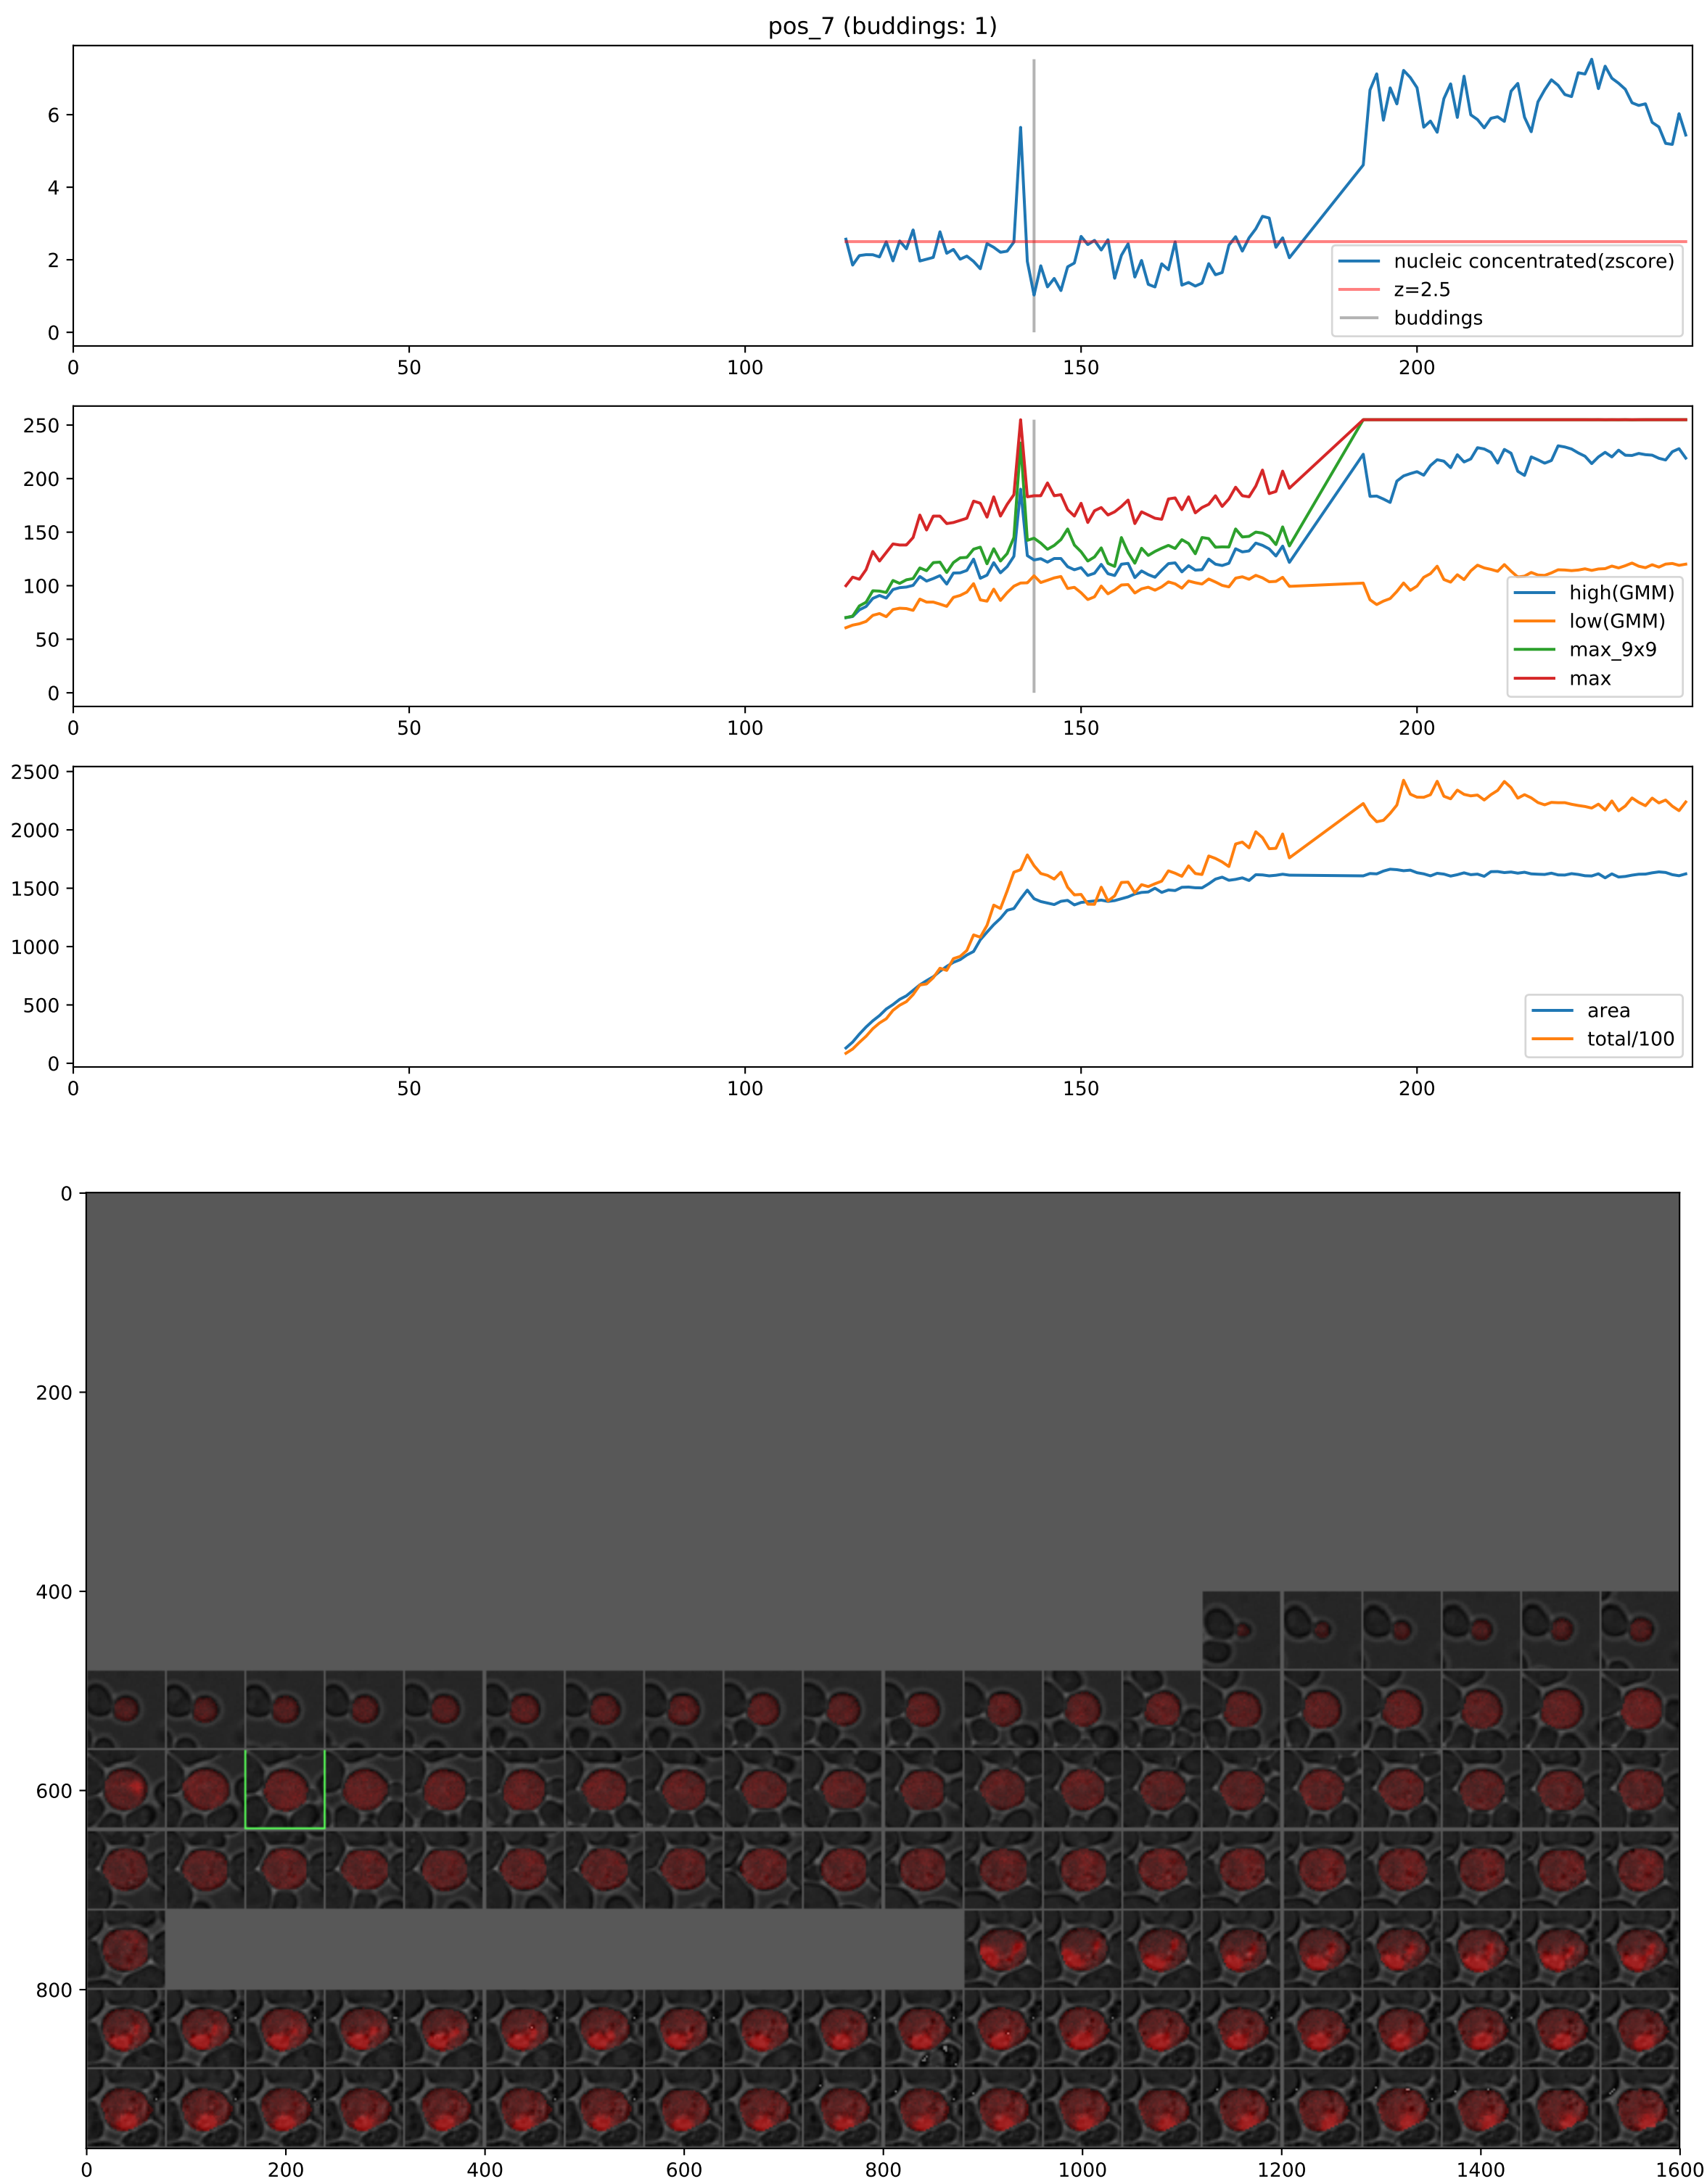 pos_7 (buddings: 1)
6
4
2
0
nucleic concentrated(zscore)
z=2.5
buddings
0 50 100 150 200
250
200
150
100
50
0
high(GMM)
low(GMM)
max_9x9
max
0 50 100 150 200
2500
2000
1500
1000
500
0
area
total/100
0 50 100 150 200
0
200
400
600
800
0 200 400 600 800 1000 1200 1400 1600